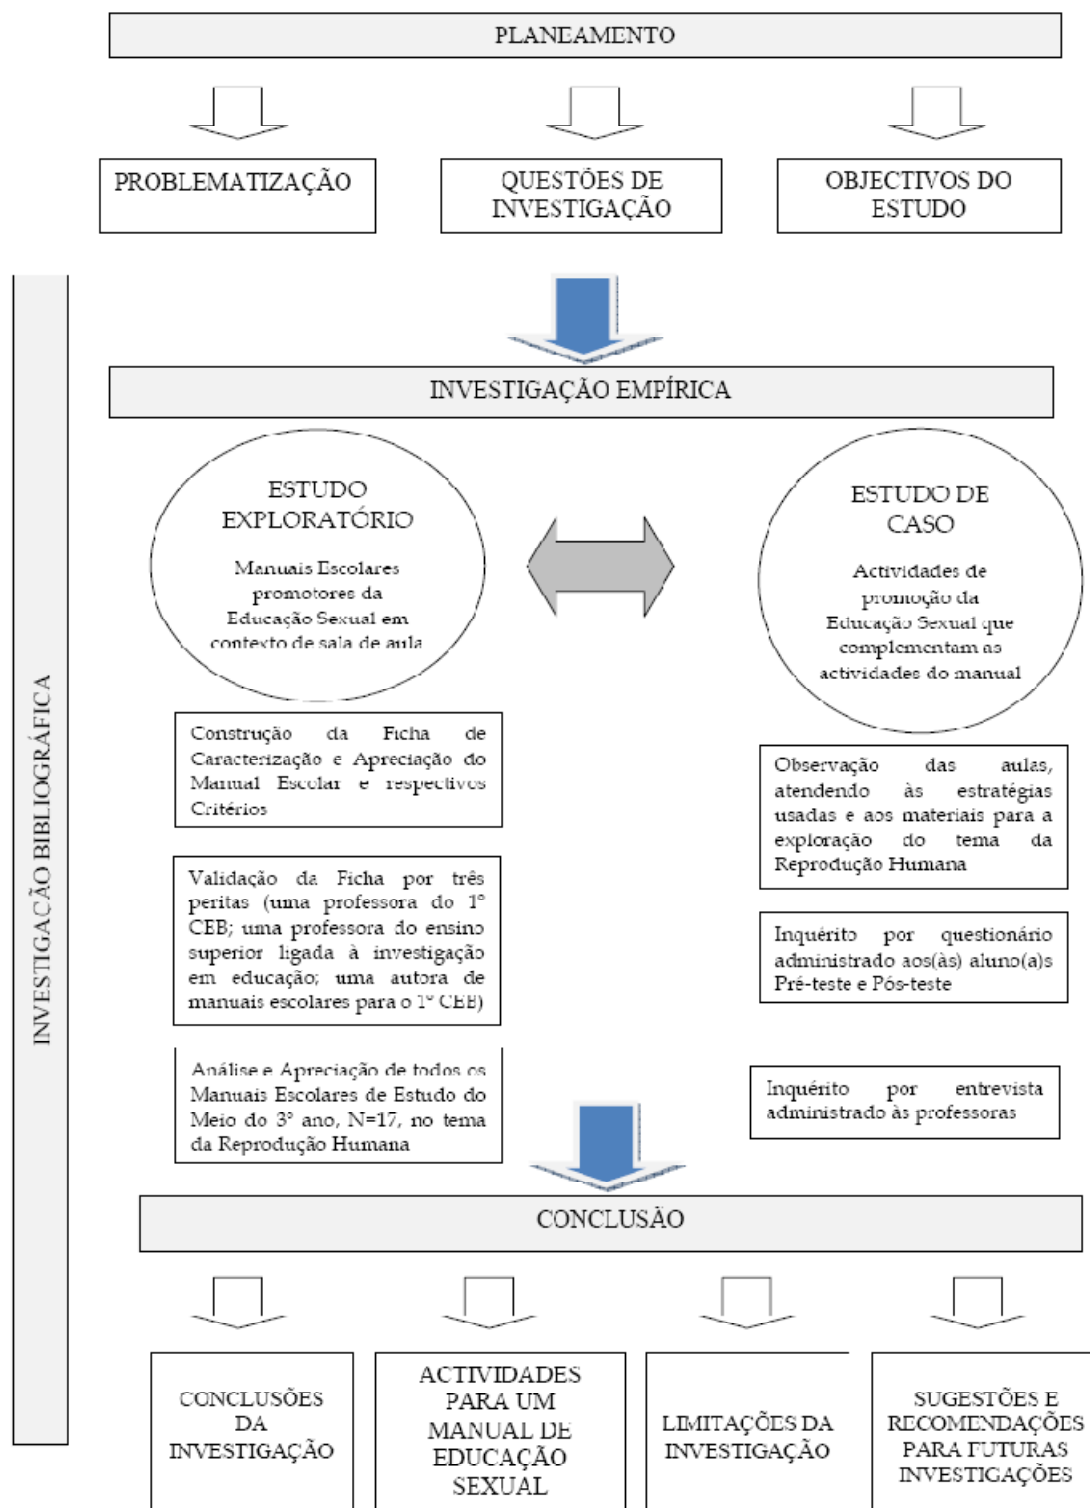 PLANEAMENTO
PROBLEMATIZAÇÃO
QUESTÕES DE
INVESTIGAÇÃO
OBJECTIVOS DO
ESTUDO
INVESTIGAÇÃO BIBLIOGRÁFICA
INVESTIGAÇÃO EMPÍRICA
ESTUDO
EXPLORATÓRIO
Manuais Escolares
promotores da
Educação Sexual em
contexto de sala de aula
ESTUDO DE
CASO
Actividades de
promoção da
Educação Sexual que
complementam as
actividades do manual
Construção da Ficha de
Caracterização e Apreciação do
Manual Escolar e respectivos
Critérios
Validação da Ficha por três
peritas (uma professora do 1º
CEB; uma professora do ensino
superior ligada à investigação
em educação; uma autora de
manuais escolares para o 1º CEB)
Análise e Apreciação de todos os
Manuais Escolares de Estudo do
Meio do 3º ano, N=17, no tema
da Reprodução Humana
Observação das aulas,
atendendo às estratégias
usadas e aos materiais para a
exploração do tema da
Reprodução Humana
Inquérito por questionário
administrado aos(às) aluno(a)s
Pré-teste e Pós-teste
Inquérito por entrevista
administrado às professoras
CONCLUSÃO
CONCLUSÕES
DA
INVESTIGAÇÃO
ACTIVIDADES
PARA UM
MANUAL DE
EDUCAÇÃO
SEXUAL
LIMITAÇÕES DA
INVESTIGAÇÃO
SUGESTÕES E
RECOMENDAÇÕES
PARA FUTURAS
INVESTIGAÇÕES